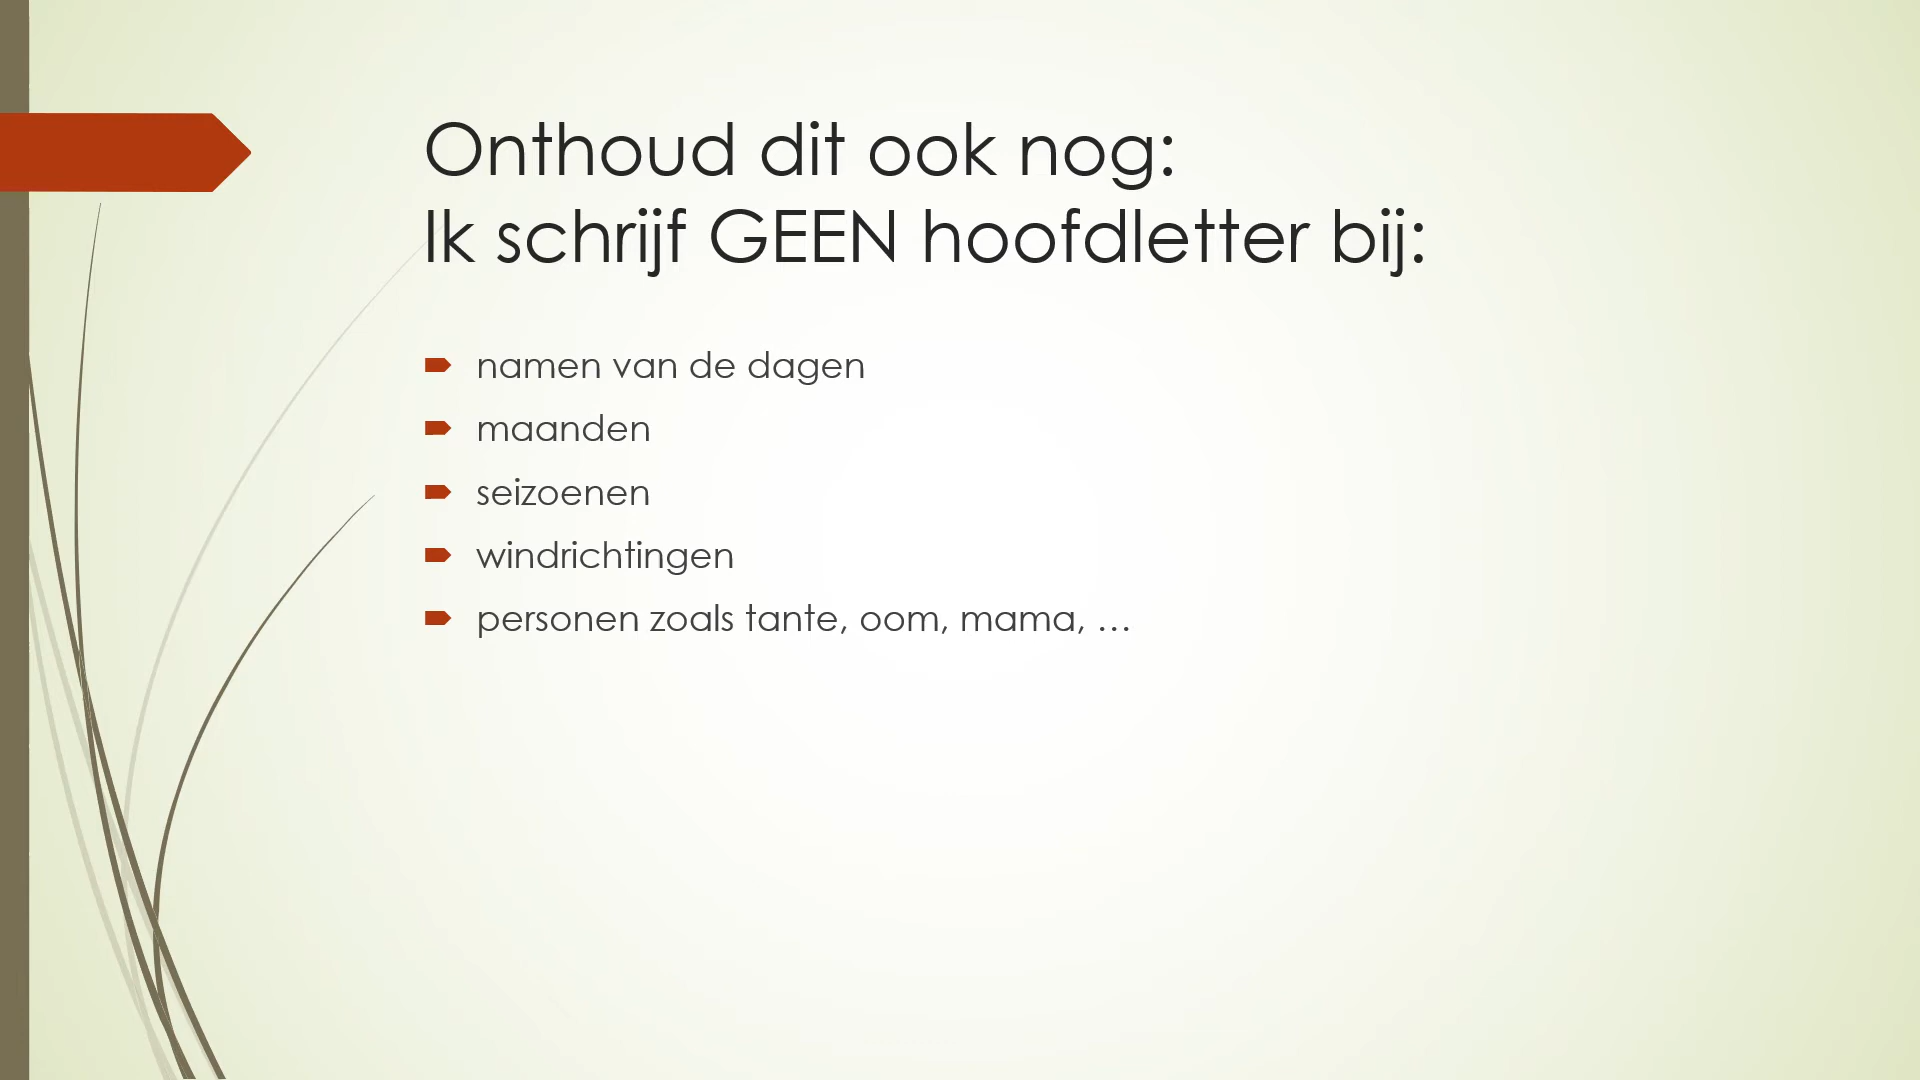 Onthoud dit ook nog:
Ik schrijf GEEN hoofdletter bij:
namen van de dagen
maanden
seizoenen
windrichtingen
personen zoals tante, oom, mama, …